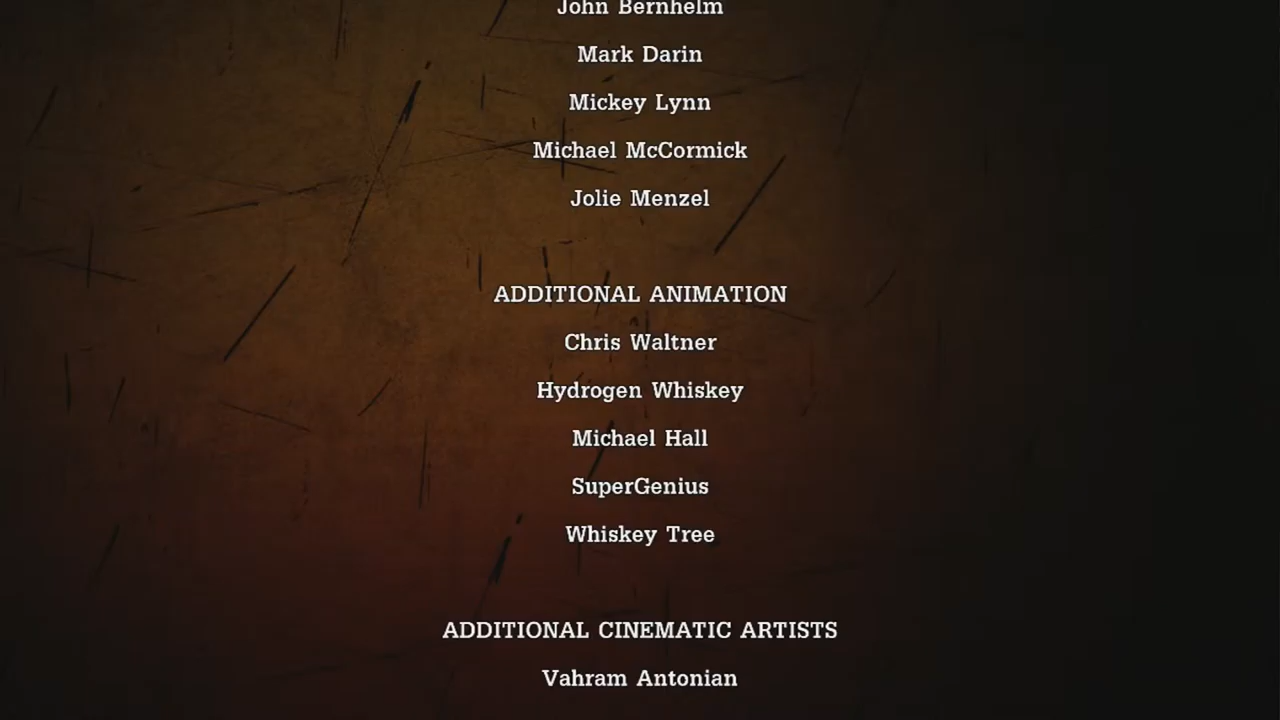 John Bernhelm
Mark Darin
Mickey Lynn
Michael McCormick
Jolie Menzel
ADDITIONAL ANIMATION
Chris Waltner
Hydrogen Whiskey
Michael Hall
SuperGenius
Whiskey Tree
ADDITIONAL CINEMATIC ARTISTS
Vahram Antonian